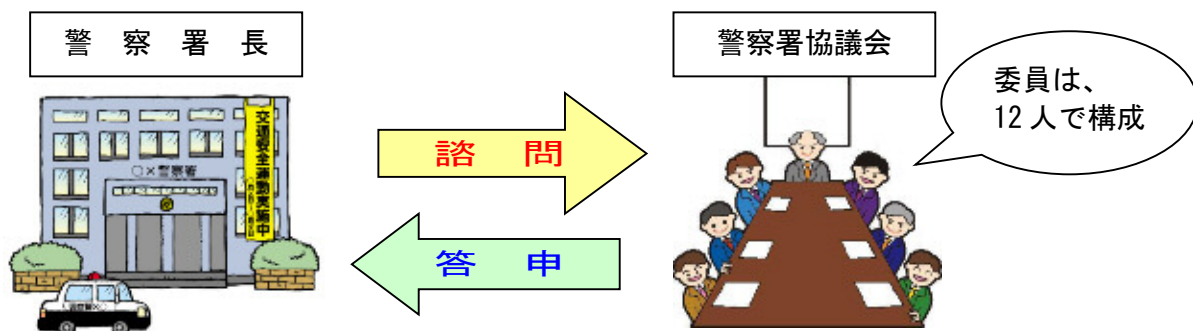 警察署長
警察署協議会
委員は、
12人で構成
諮問
答申
○×警察署
交通安全運動実施中